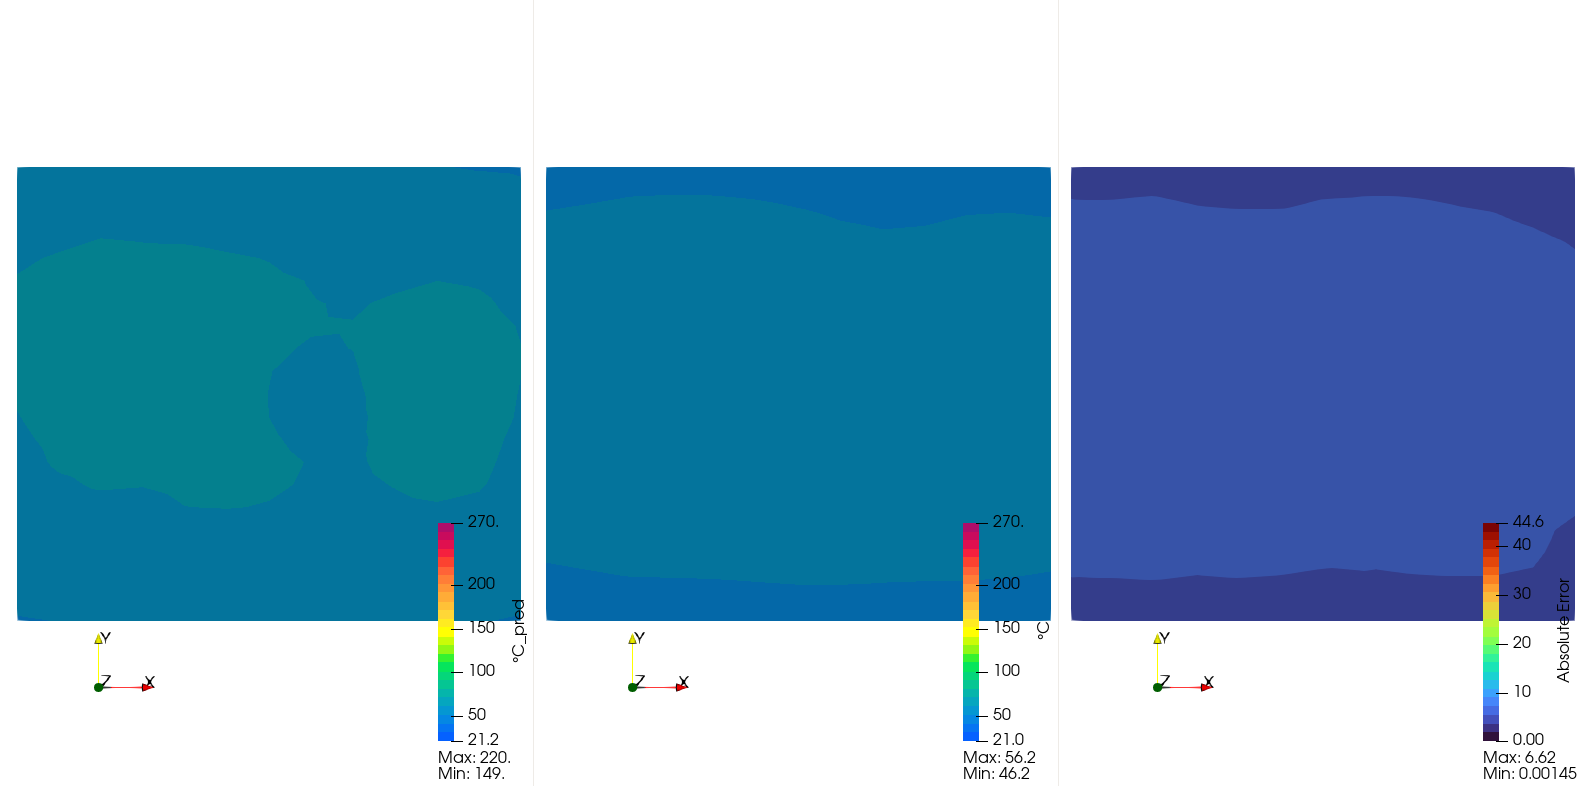 270.
200
150
100
50
21.2
°C_pred
Max: 220.
Min: 149.
Y
Z
X
270.
200
150
100
50
21.0
°C
Max: 56.2
Min: 46.2
Y
Z
X
44.6
40
30
20
10
0.00
Absolute Error
Max: 6.62
Min: 0.00145
Y
Z
X